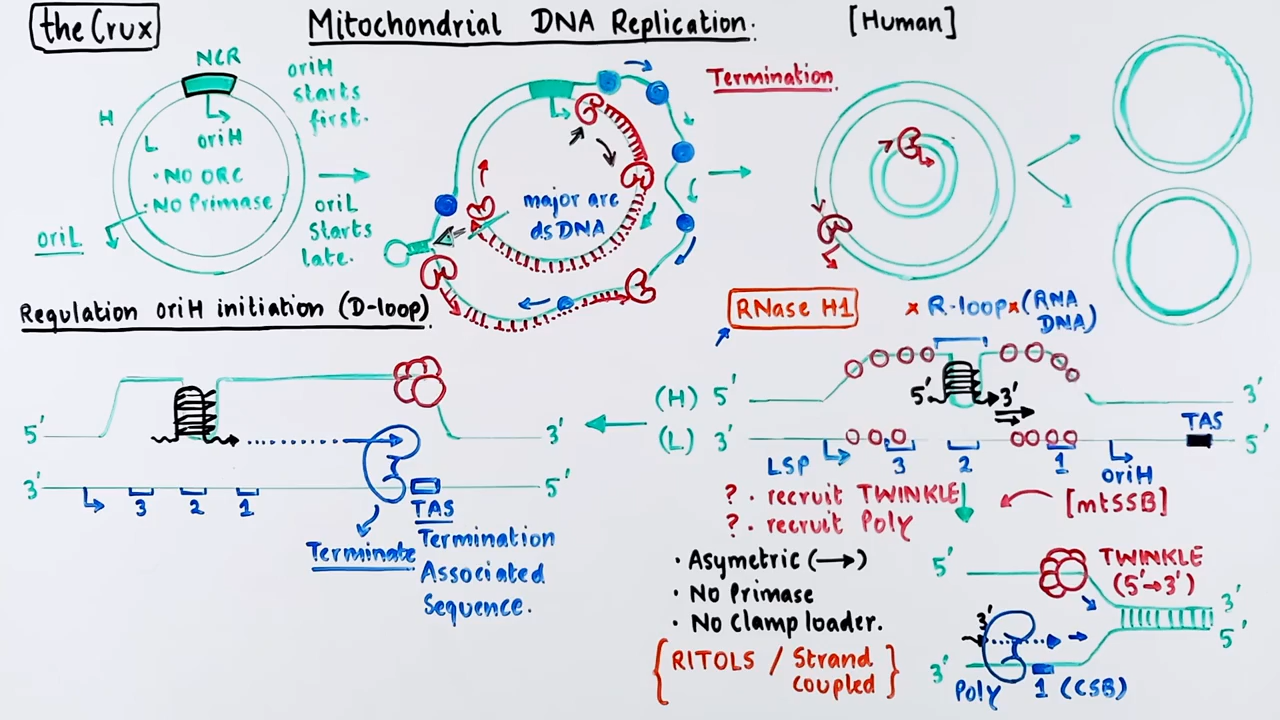 the Crux
Mitochondrial DNA Replication.
[Human]
NCR
H
L
oriH
• No ORC
• No Primase
oriL
oriH
starts
first.
oriL
Starts
late.
major arc
dsDNA
Termination
Regulation oriH initiation (D-loop)
5'
3'
3'
5'
3
2
1
TAS
Terminate
Termination
Associated
Sequence.
RNase H1
x R-loop x (RNA
DNA)
(H) 5'
3'
5'
3'
(L) 3'
5'
TAS
LSP
3
2
1
oriH
? • recruit TWINKLE
? • recruit Polγ
[mtSSB]
• Asymetric (→)
• No Primase
• No Clamp loader.
{RITOLS / Strand
coupled}
5'
TWINKLE
(5'→3')
3'
5'
3'
3'
Polγ
1 (CSB)